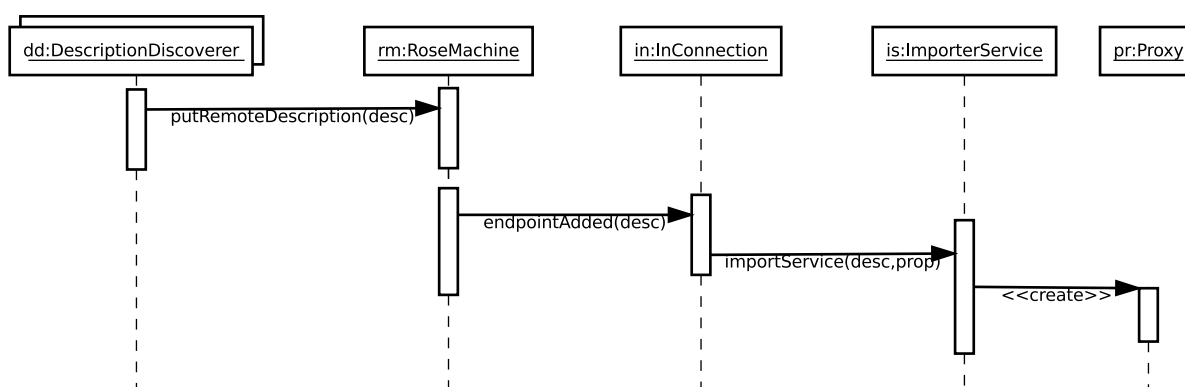 dd:DescriptionDiscoverer
rm:RoseMachine
in:InConnection
is:ImporterService
pr:Proxy
putRemoteDescription(desc)
endpointAdded(desc)
importService(desc,prop)
<<create>>